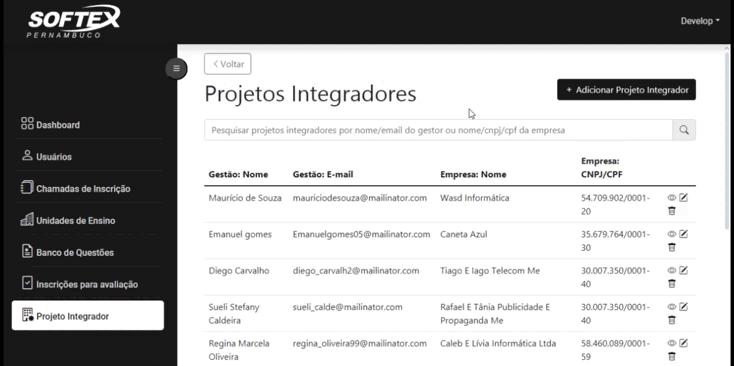 SOFTEX
PERNAMBUCO
Develop
Voltar
Projetos Integradores
+ Adicionar Projeto Integrador
Pesquisar projetos integradores por nome/email do gestor ou nome/cnpj/cpf da empresa
Dashboard
Usuários
Chamadas de Inscrição
Unidades de Ensino
Banco de Questões
Inscrições para avaliação
Projeto Integrador
Gestão: Nome Gestão: E-mail Empresa: Nome Empresa:
CNPJ/CPF
Maurício de Souza mauriciodesouza@mailinator.com Wasd Informática 54.709.902/0001-
20
Emanuel gomes Emanuelgomes05@mailinator.com Caneta Azul 35.679.764/0001-
30
Diego Carvalho diego_carvalh2@mailinator.com Tiago E Iago Telecom Me 30.007.350/0001-
40
Sueli Stefany sueli_calde@mailinator.com Rafael E Tânia Publicidade E 30.007.350/0001-
Caldeira Propaganda Me 40
Regina Marcela regina_oliveira99@mailinator.com Caleb E Lívia Informática Ltda 58.460.089/0001-
Oliveira 59